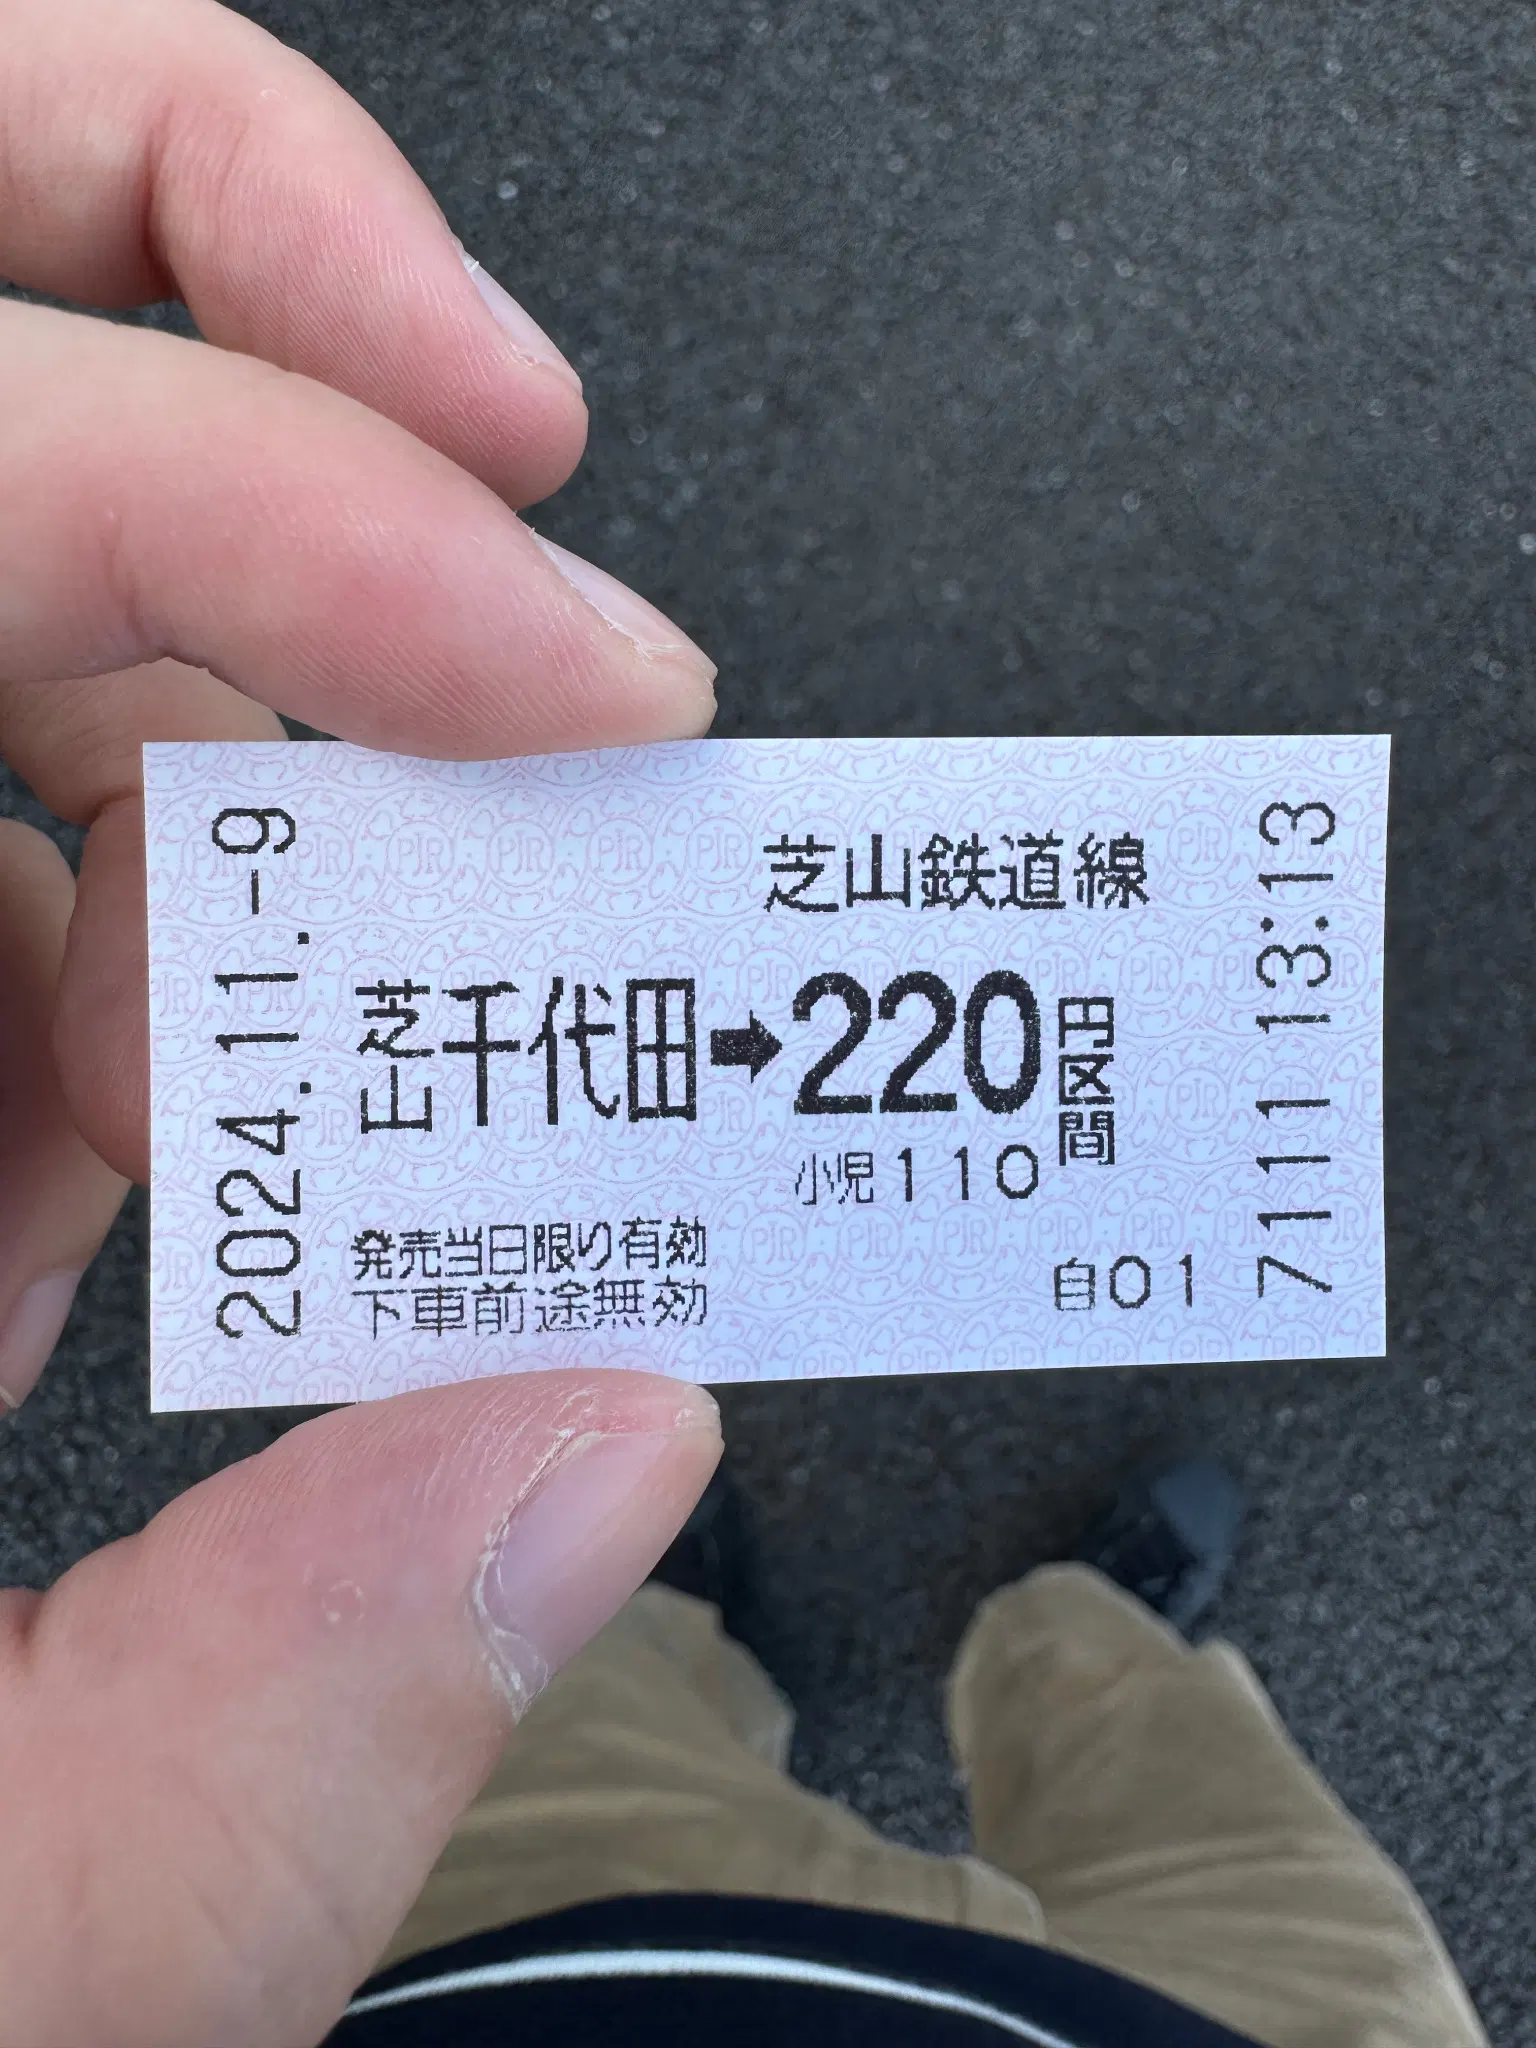 2024.11.-9
芝山鉄道線
芝山千代田➡220円区間
小児110
発売当日限り有効
下車前途無効
自01
7111 13:13